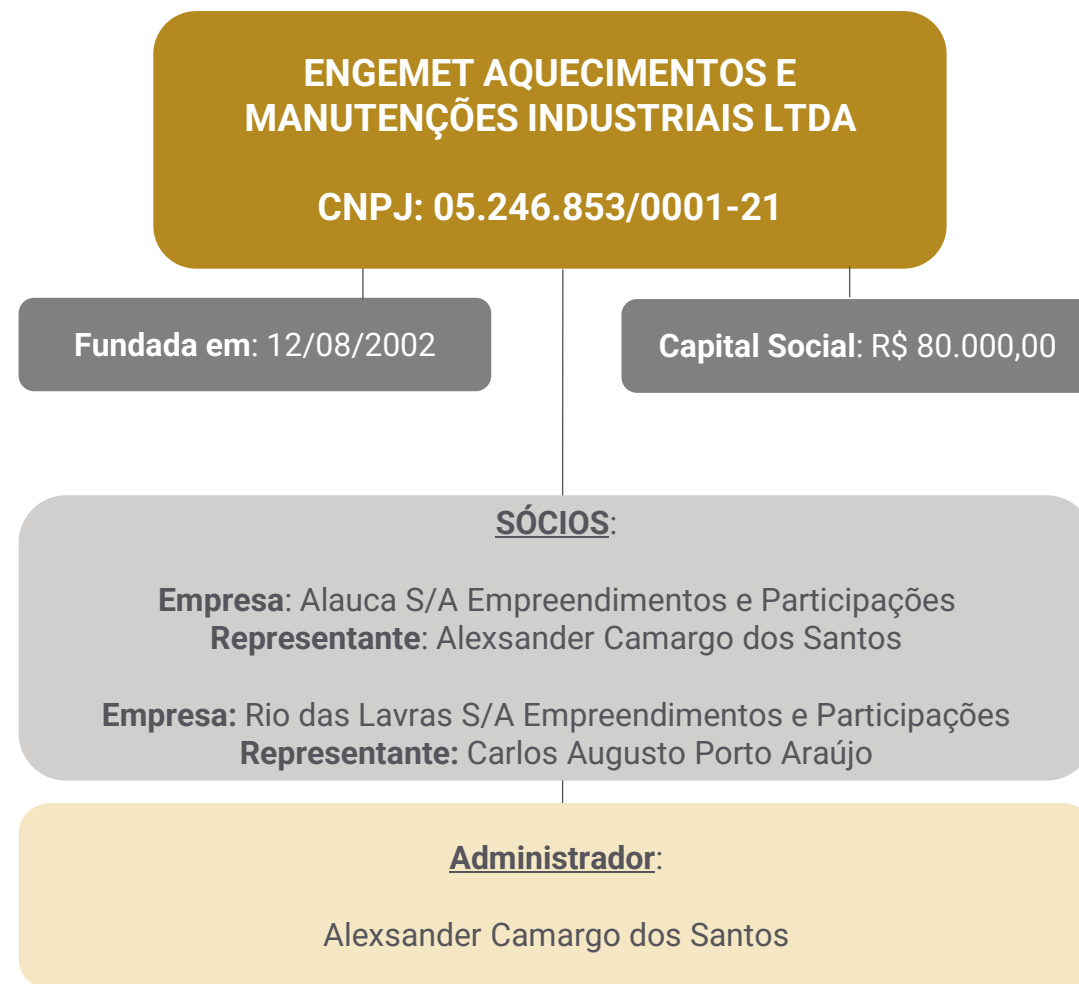 ENGEMET AQUECIMENTOS E
MANUTENÇÕES INDUSTRIAIS LTDA
CNPJ: 05.246.853/0001-21
Fundada em: 12/08/2002
Capital Social: R$ 80.000,00
SÓCIOS:
Empresa: Alauca S/A Empreendimentos e Participações
Representante: Alexsander Camargo dos Santos
Empresa: Rio das Lavras S/A Empreendimentos e Participações
Representante: Carlos Augusto Porto Araújo
Administrador:
Alexsander Camargo dos Santos